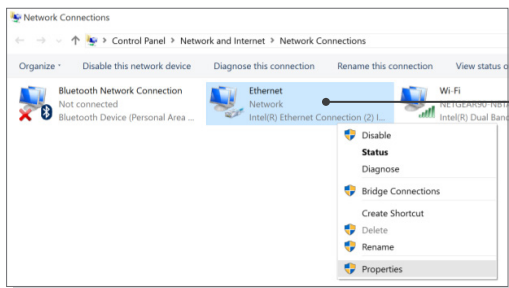 Network Connections
Control Panel > Network and Internet > Network Connections
Organize Disable this network device Diagnose this connection Rename this connection View status o
Bluetooth Network Connection
Not connected
Bluetooth Device (Personal Area ...
Ethernet
Network
Intel(R) Ethernet Connection (2) I...
Wi-Fi
NETGEAR90
Intel(R) Dual Band
Disable
Status
Diagnose
Bridge Connections
Create Shortcut
Delete
Rename
Properties